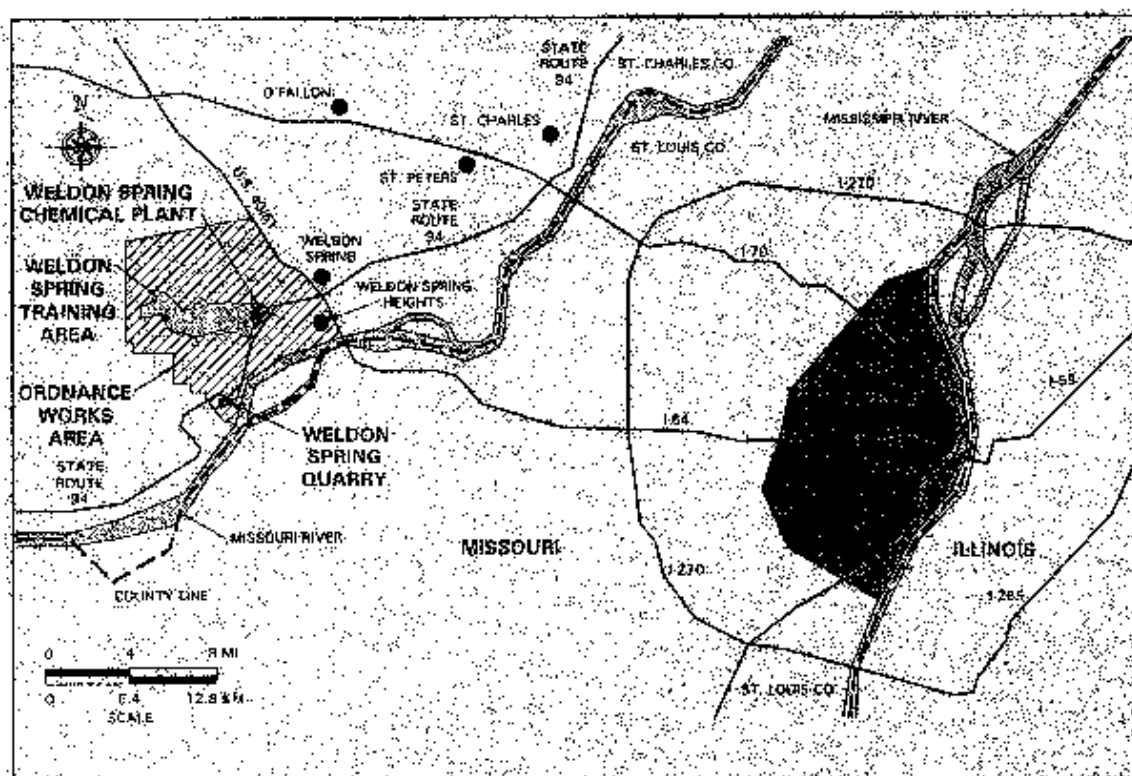 STATE
ROUTE
94
ST. CHARLES CO.
O'FALLON
ST. CHARLES
N
MISSISSIPPI RIVER
ST. LOUIS CO.
ST. PETERS
WELDON SPRING
CHEMICAL PLANT
I-270
STATE
ROUTE
94
WELDON
SPRING
I-70
WELDON
SPRING
TRAINING
AREA
WELDON SPRING
HEIGHTS
ORDNANCE
WORKS
AREA
I-55
I-64
WELDON
SPRING
QUARRY
STATE
ROUTE
94
MISSOURI RIVER
MISSOURI
ILLINOIS
I-270
COUNTY LINE
0 4 8 MI
0 6.4 12.8 KM
SCALE
ST. LOUIS CO.